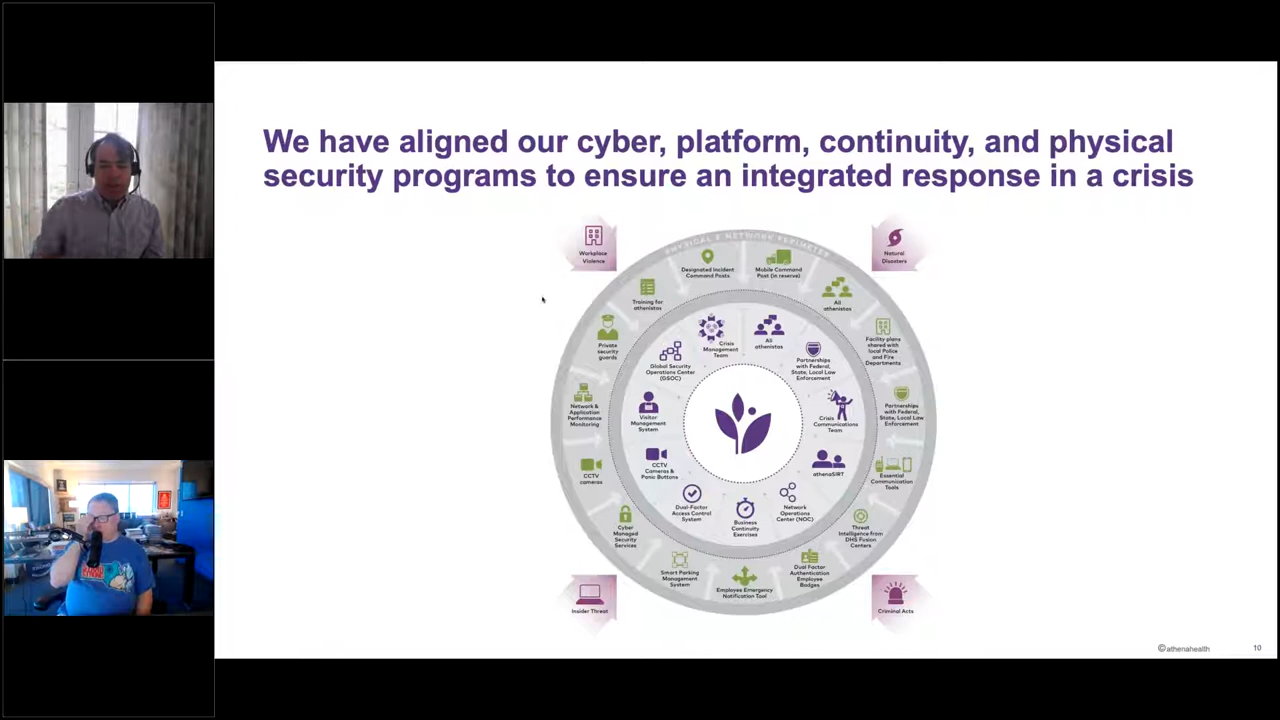 We have aligned our cyber, platform, continuity, and physical
security programs to ensure an integrated response in a crisis
Workplace
Violence
Natural
Disasters
PHYSICAL & NETWORK PERIMETER
Designated Incident
Command Posts
Mobile Command
Post (in reserve)
All
athenistas
Facility plans
shared with
local Police
and Fire
Departments
Partnerships
with Federal,
State, Local Law
Enforcement
Essential
Communication
Tools
Threat
Intelligence from
DHS Fusion
Centers
Dual Factor
Authentication
Employee
Badges
Employee Emergency
Notification Tool
Smart Parking
Management
System
Cyber
Managed
Security
Services
CCTV
cameras
Network &
Application
Performance
Monitoring
Private
security
guards
Training for
athenistas
Crisis
Management
Team
All
athenistas
Partnerships
with Federal,
State, Local Law
Enforcement
Crisis
Communications
Team
athenaSIRT
Network
Operations
Center (NOC)
Business
Continuity
Exercises
Dual-Factor
Access Control
System
CCTV
Cameras &
Panic Buttons
Visitor
Management
System
Global Security
Operations Center
(GSOC)
Insider Threat
Criminal Acts
©athenahealth
10